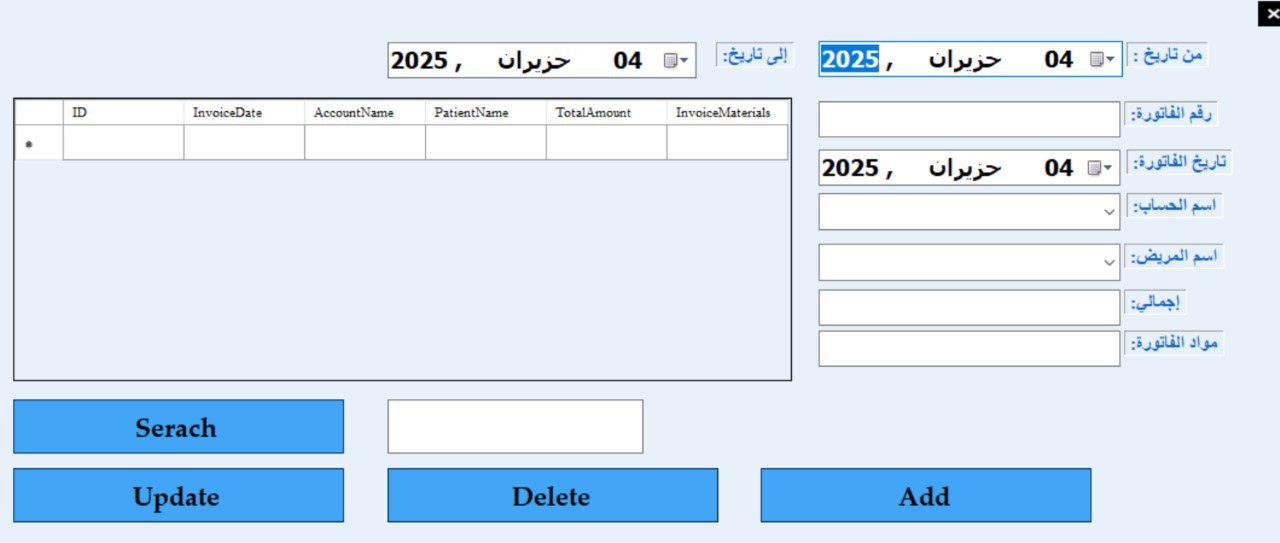 من تاريخ :
04 حزيران , 2025
إلى تاريخ:
04 حزيران , 2025
رقم الفاتورة:
تاريخ الفاتورة:
04 حزيران , 2025
اسم الحساب:
اسم المريض:
إجمالي:
مواد الفاتورة:
ID InvoiceDate AccountName PatientName TotalAmount InvoiceMaterials
Serach
Update Delete Add